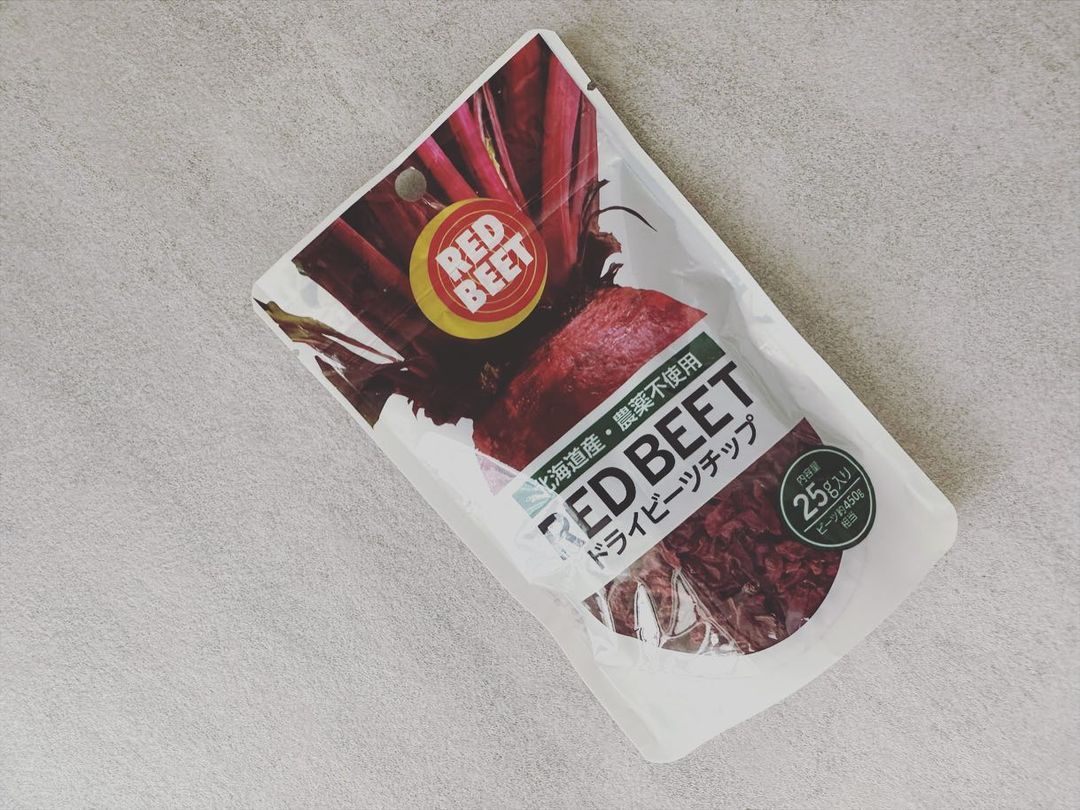 RED
BEET
北海道産・農薬不使用
RED BEET
ドライビーツチップ
内容量
25g入り
ビーツ約450g
相当